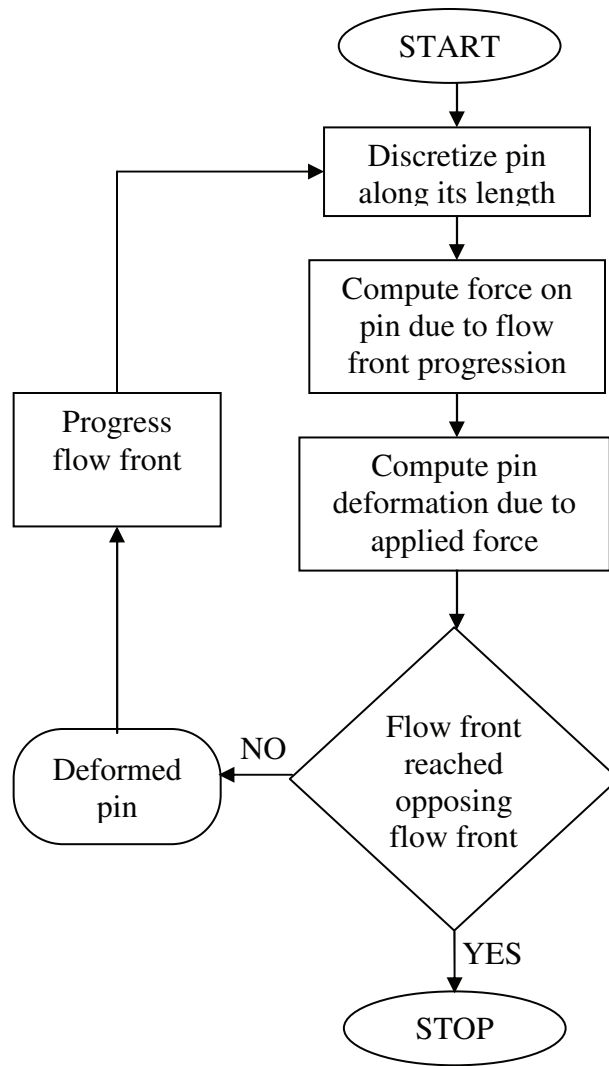 START
Discretize pin
along its length
Compute force on
pin due to flow
front progression
Compute pin
deformation due to
applied force
Flow front
reached
opposing
flow front
NO
Deformed
pin
Progress
flow front
YES
STOP